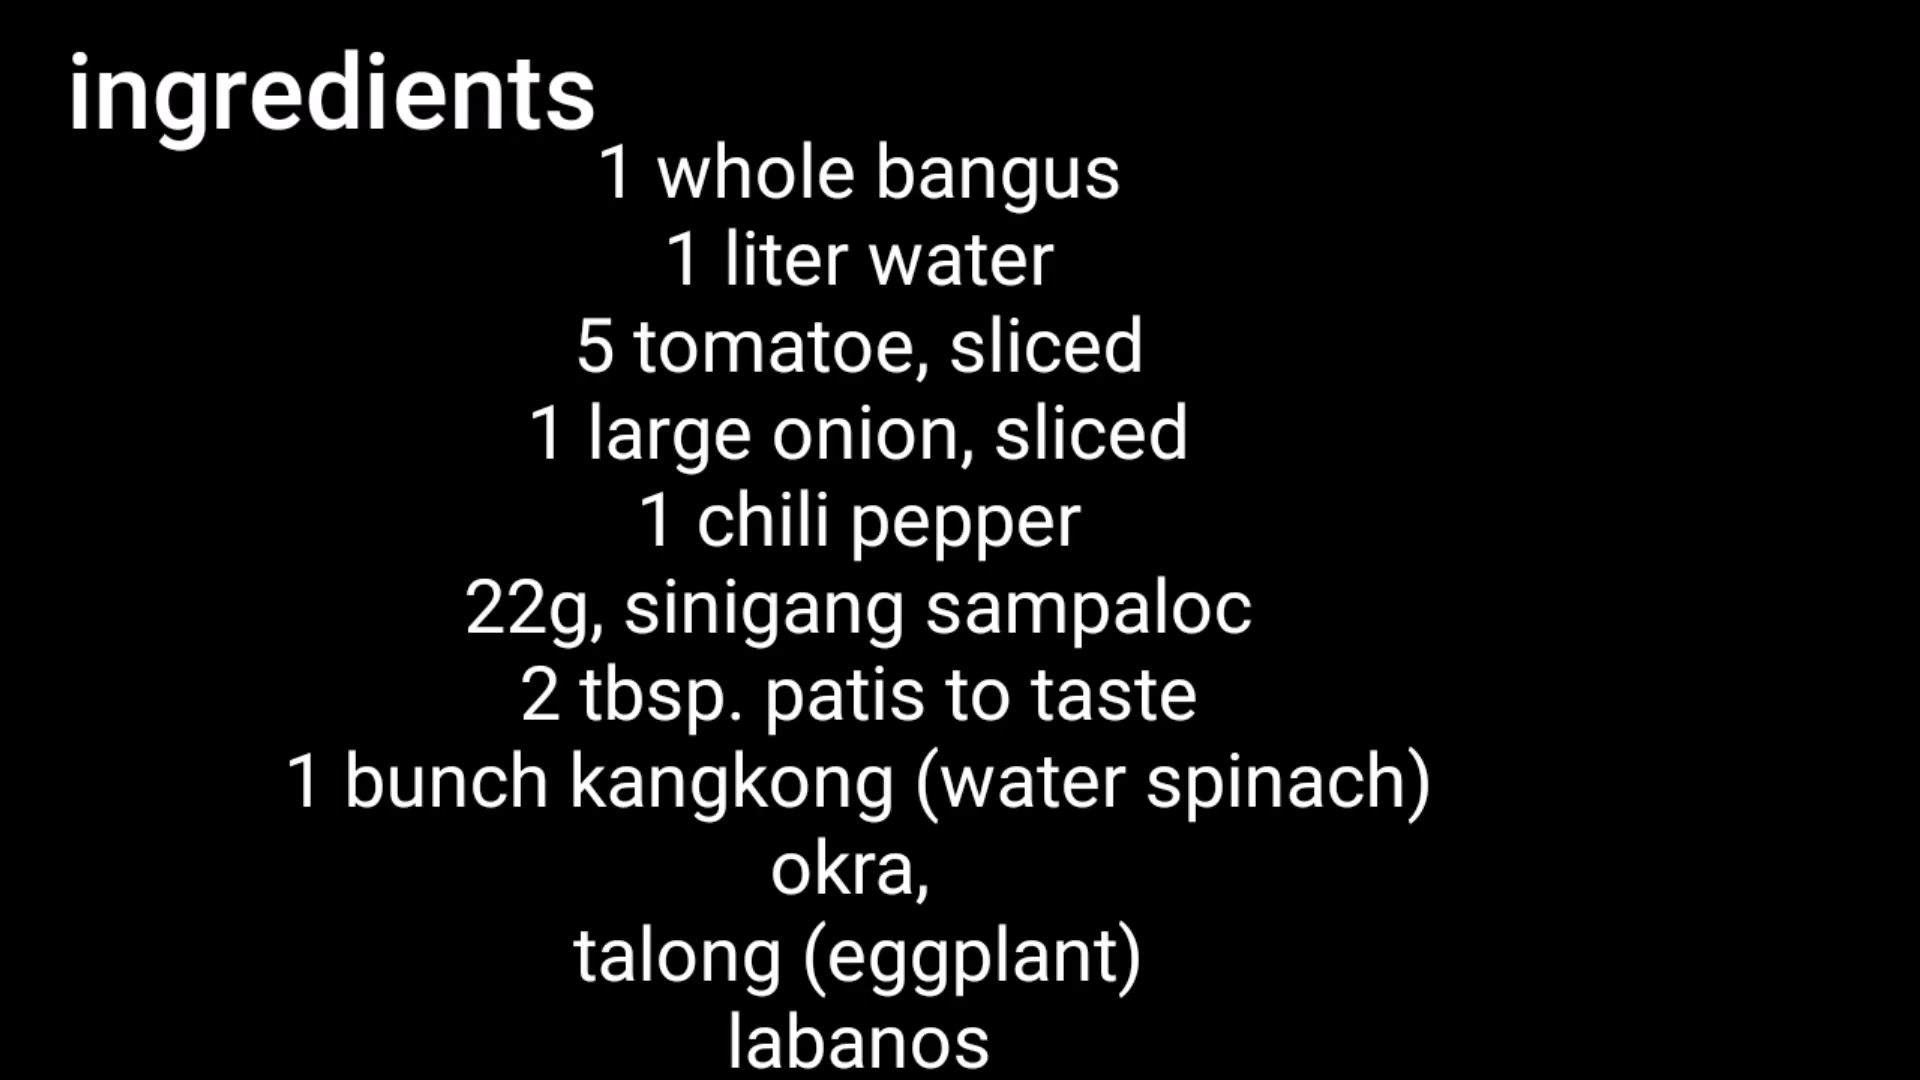 ingredients
1 whole bangus
1 liter water
5 tomatoe, sliced
1 large onion, sliced
1 chili pepper
22g, sinigang sampaloc
2 tbsp. patis to taste
1 bunch kangkong (water spinach)
okra,
talong (eggplant)
labanos